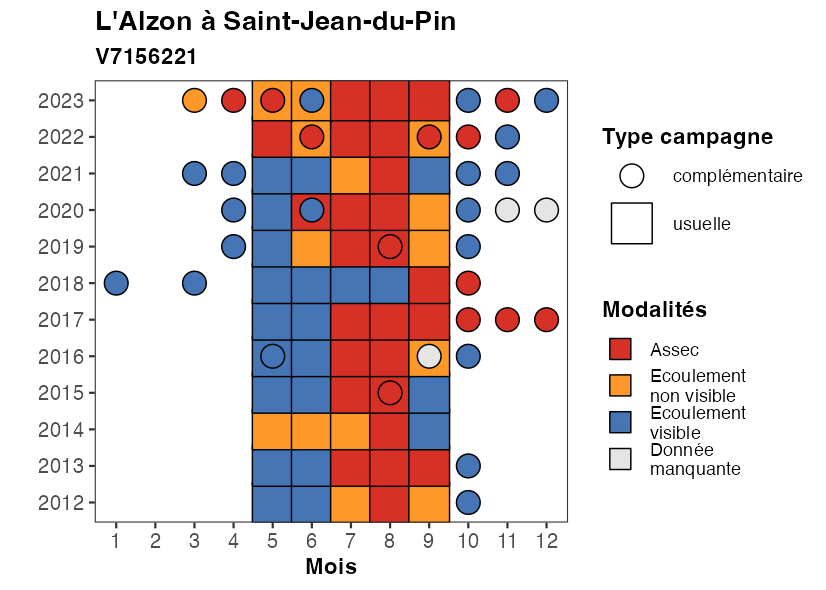 L'Alzon à Saint-Jean-du-Pin
V7156221
2023
2022
2021
2020
2019
2018
2017
2016
2015
2014
2013
2012
1 2 3 4 5 6 7 8 9 10 11 12
Mois
Type campagne
complémentaire
usuelle
Modalités
Assec
Ecoulement
non visible
Ecoulement
visible
Donnée
manquante